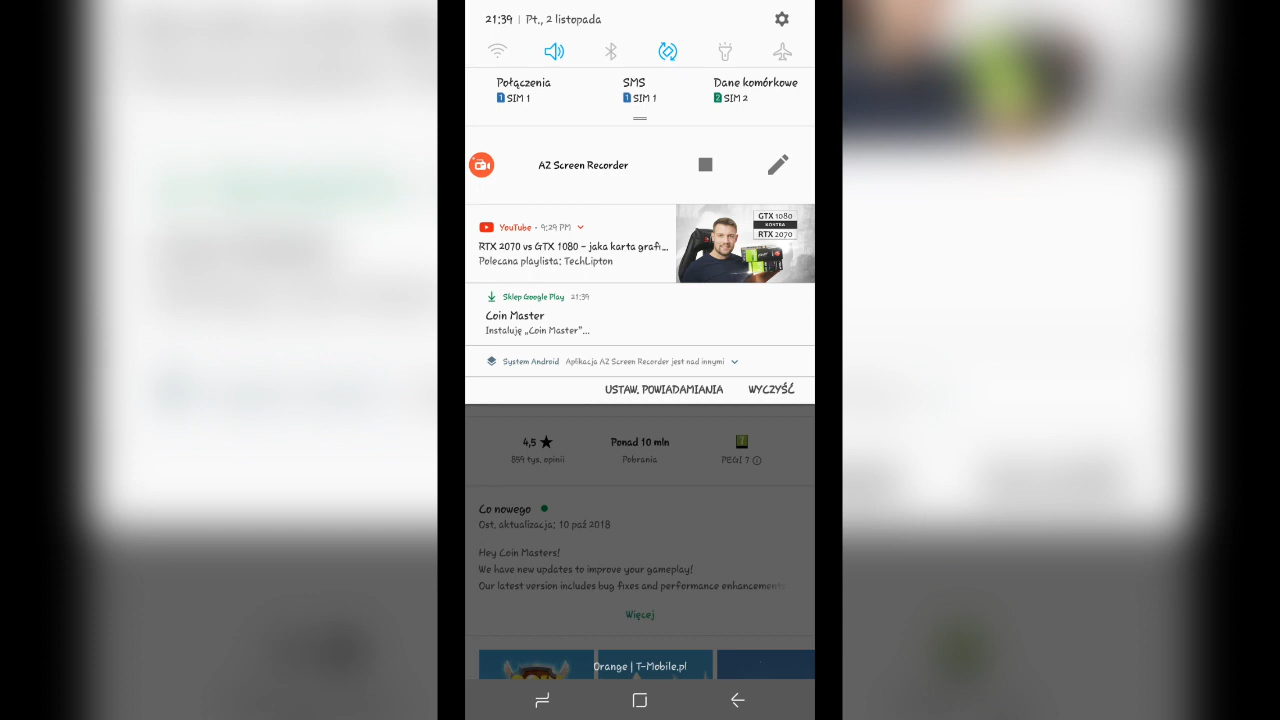 21:39 | Pt., 2 listopada
Połączenia
1 SIM 1
SMS
1 SIM 1
Dane komórkowe
2 SIM 2
AZ Screen Recorder
YouTube • 9:29 PM
RTX 2070 vs GTX 1080 – jaka karta grafi...
Polecana playlista: TechLipton
GTX 1080
KONTRA
RTX 2070
Sklep Google Play 21:39
Coin Master
Instaluję „Coin Master”...
System Android Aplikacja AZ Screen Recorder jest nad innymi
USTAW. POWIADAMIANIA WYCZYŚĆ
4,5 ★
859 tys. opinii
Ponad 10 mln
Pobrania
7
PEGI 7
Co nowego
Ost. aktualizacja: 10 paź 2018
Hey Coin Masters!
We have new updates to improve your gameplay!
Our latest version includes bug fixes and performance enhancements
Więcej
Orange | T-Mobile.pl